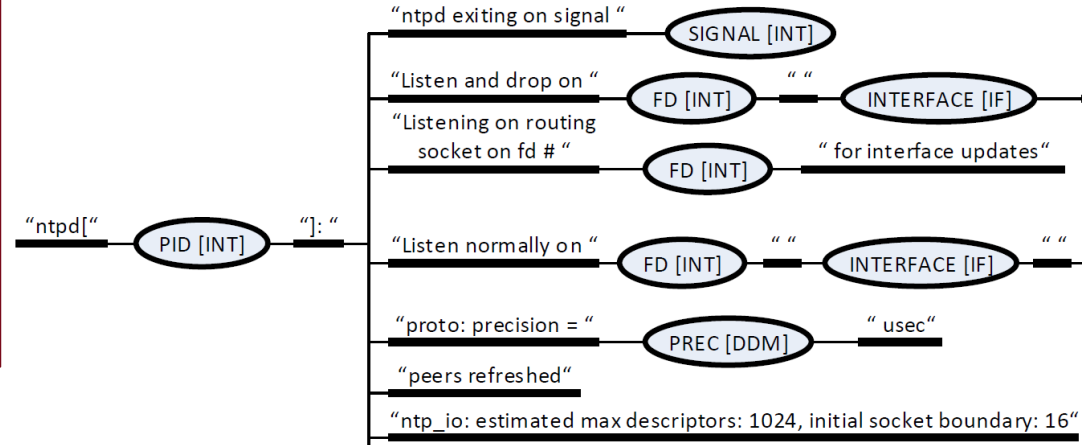 “ntpd exiting on signal “ SIGNAL [INT]
“Listen and drop on “ FD [INT] “ “ INTERFACE [IF]
“Listening on routing
socket on fd # “ FD [INT] “ for interface updates“
“ntpd[“ PID [INT] “]: “
“Listen normally on “ FD [INT] “ “ INTERFACE [IF] “ “
“proto: precision = “ PREC [DDM] “ usec“
“peers refreshed“
“ntp_io: estimated max descriptors: 1024, initial socket boundary: 16“